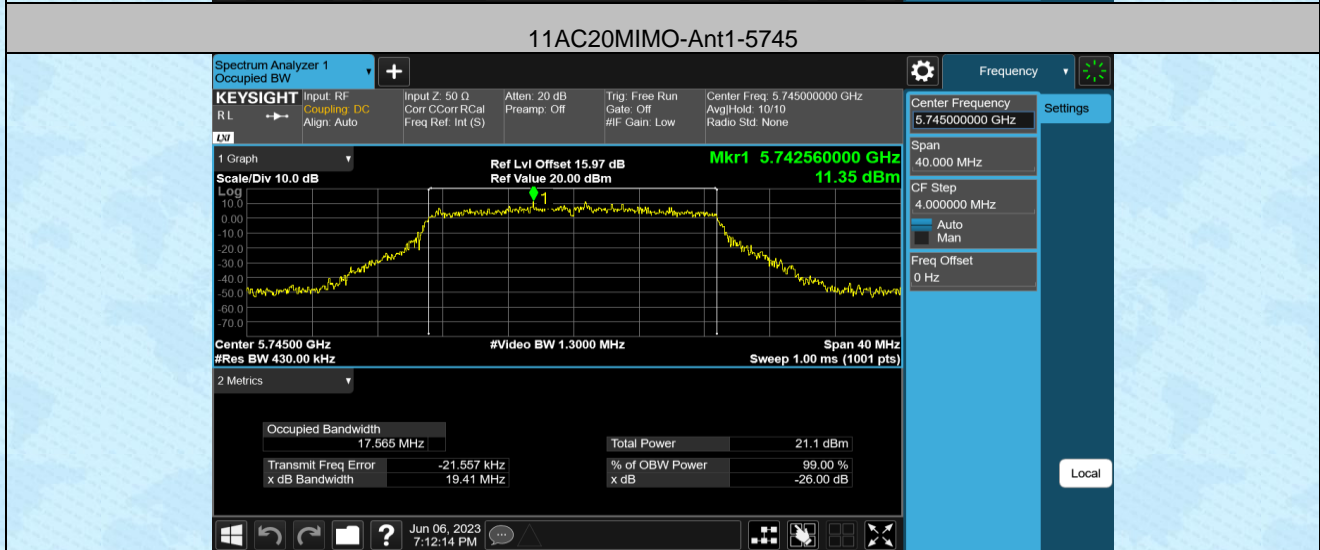 11AC20MIMO-Ant1-5745
Spectrum Analyzer 1
Occupied BW
Frequency
KEYSIGHT
R L
LXI
Input: RF
Coupling: DC
Align: Auto
Input Z: 50 Ω
Corr CCorr RCal
Freq Ref: Int (S)
Atten: 20 dB
Preamp: Off
Trig: Free Run
Gate: Off
#IF Gain: Low
Center Freq: 5.745000000 GHz
Avg|Hold: 10/10
Radio Std: None
Center Frequency
5.745000000 GHz
Settings
Span
40.000 MHz
CF Step
4.000000 MHz
Auto
Man
Freq Offset
0 Hz
Local
1 Graph
Scale/Div 10.0 dB
Ref Lvl Offset 15.97 dB
Ref Value 20.00 dBm
Mkr1 5.742560000 GHz
11.35 dBm
Log
1
10.0
0.00
-10.0
-20.0
-30.0
-40.0
-50.0
-60.0
-70.0
Center 5.74500 GHz
#Video BW 1.3000 MHz
Span 40 MHz
#Res BW 430.00 kHz
Sweep 1.00 ms (1001 pts)
2 Metrics
Occupied Bandwidth
17.565 MHz
Total Power 21.1 dBm
Transmit Freq Error -21.557 kHz
% of OBW Power 99.00 %
x dB Bandwidth 19.41 MHz
x dB -26.00 dB
?
Jun 06, 2023
7:12:14 PM